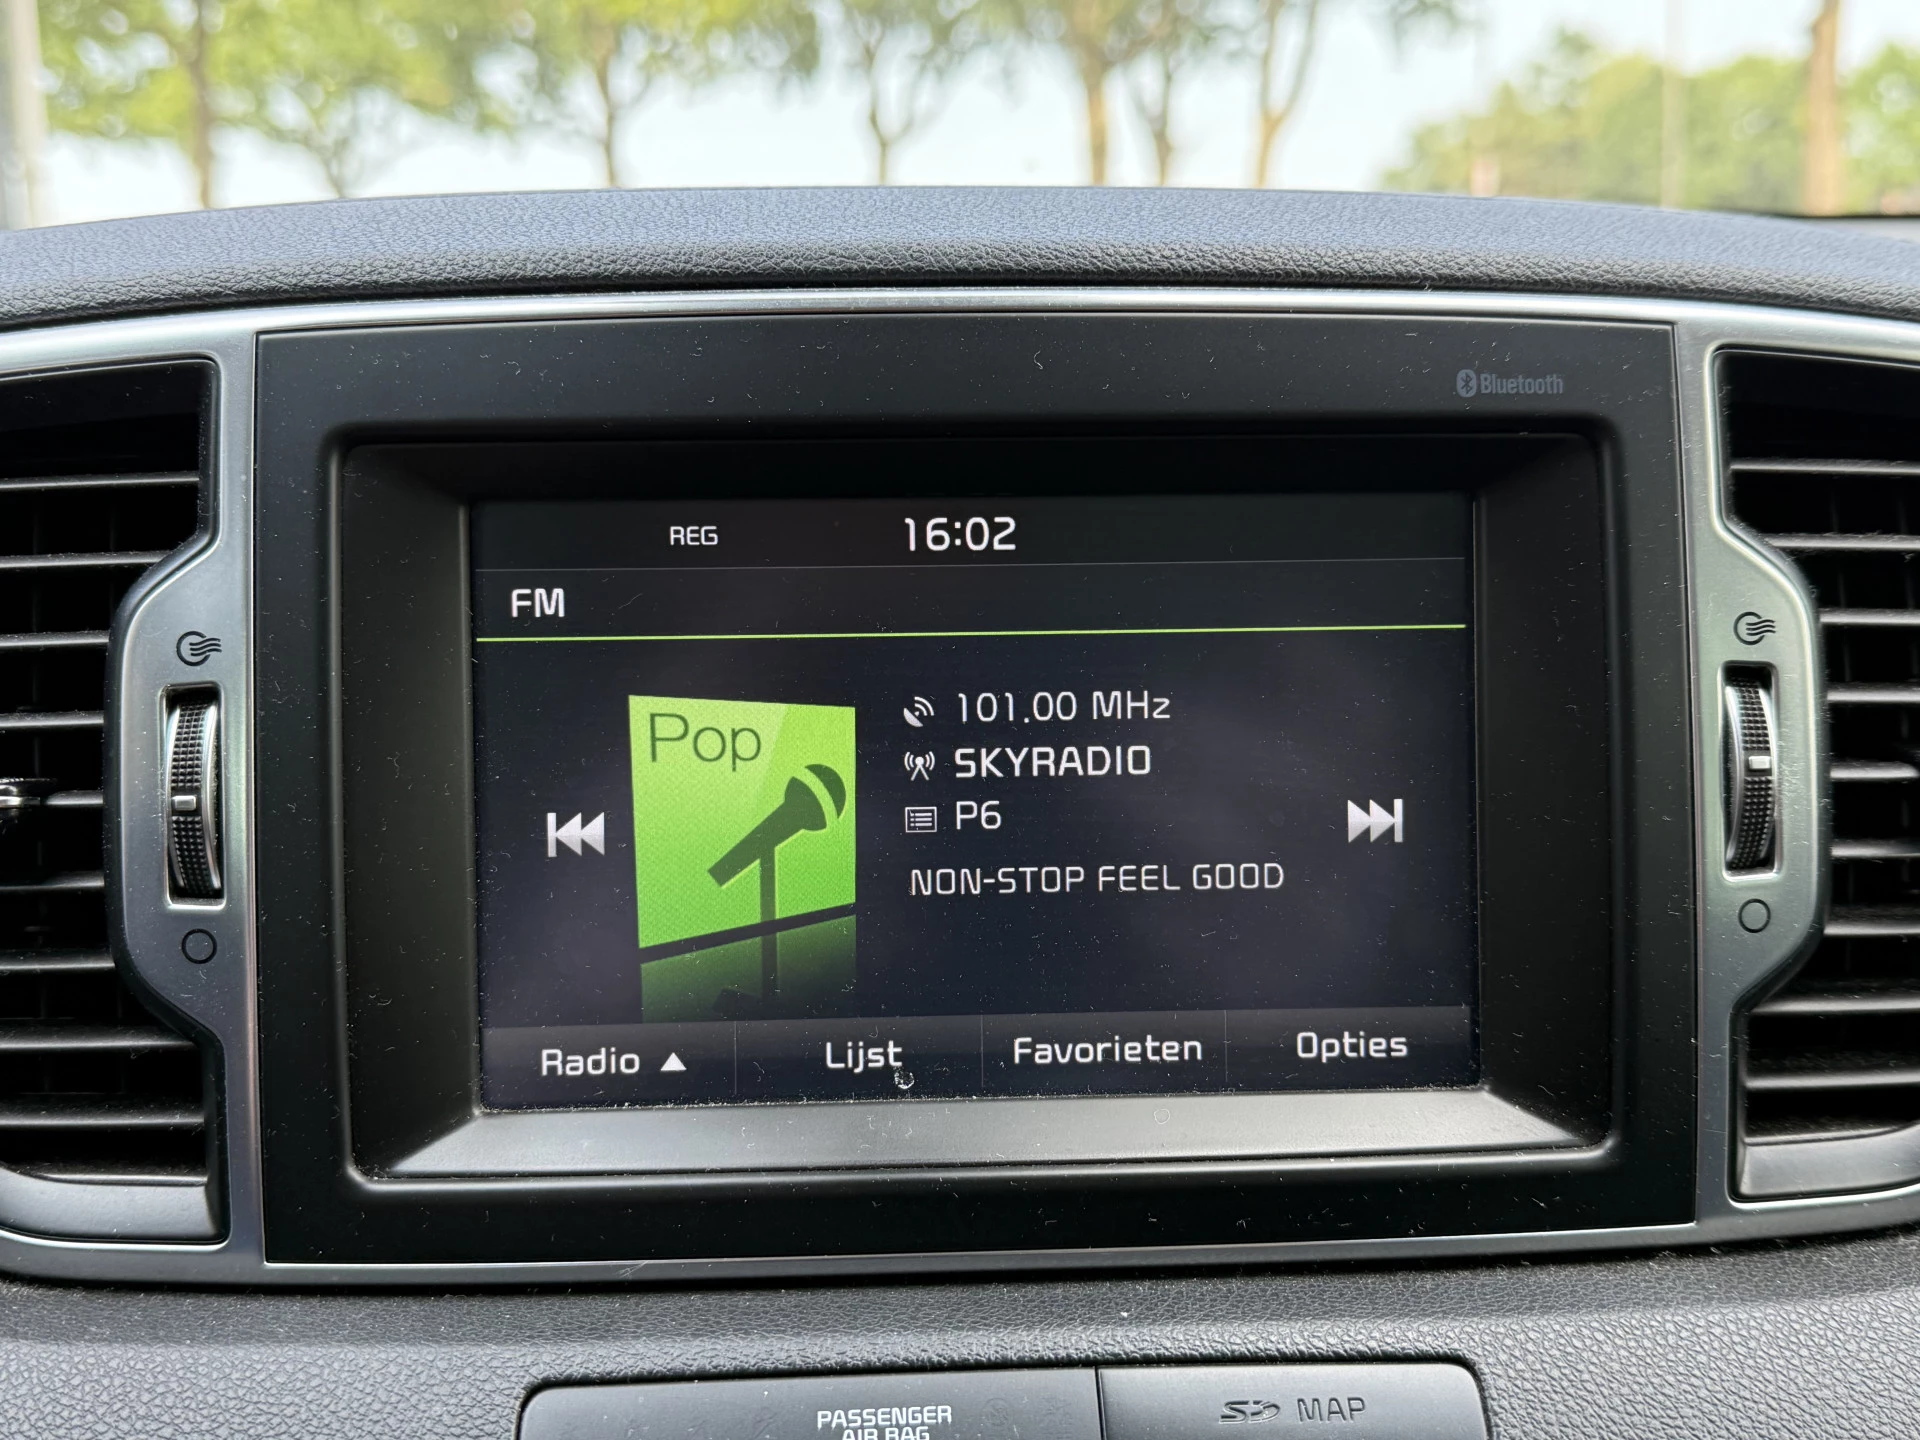 Bluetooth
REG 16:02
FM
Pop
101.00 MHz
SKYRADIO
P6
NON-STOP FEEL GOOD
Radio ▲ Lijst Favorieten Opties
PASSENGER
AIR BAG
SD MAP